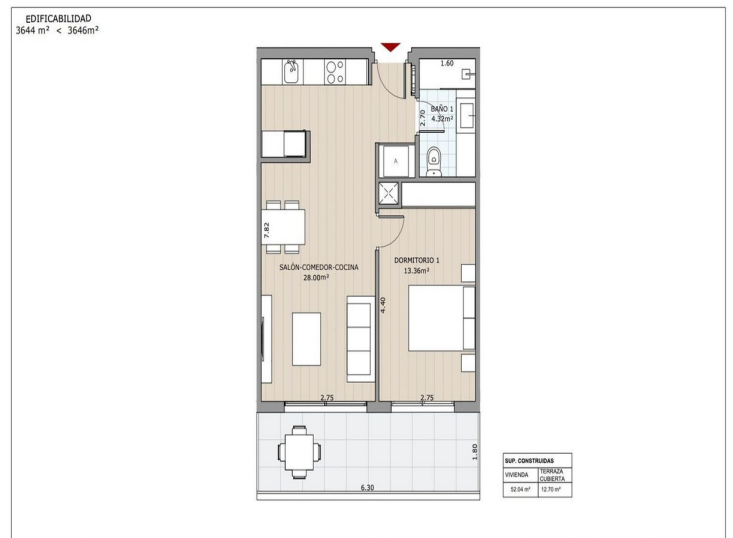 EDIFICABILIDAD
3644 m² < 3646m²
1.60
BAÑO 1
4.32m²
2.70
A
7.82
SALÓN-COMEDOR-COCINA
28.00m²
DORMITORIO 1
13.36m²
4.40
2.75
2.75
1.80
6.30
SUP. CONSTRUIDAS
VIVIENDA
TERRAZA
CUBIERTA
52.04 m²
12.70 m²